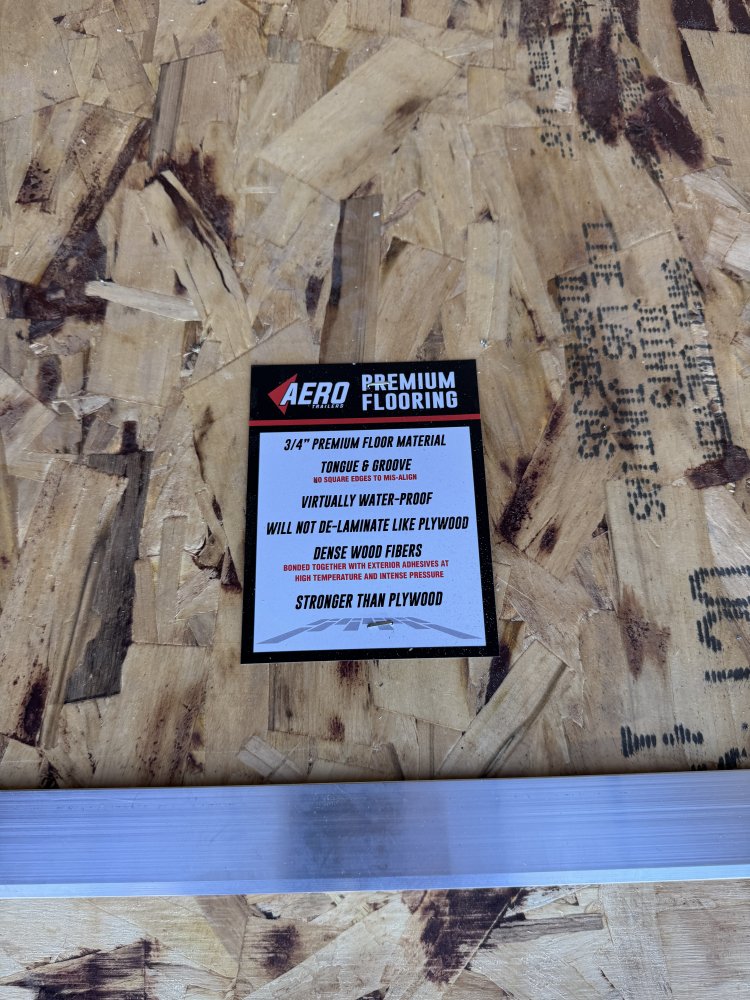 AERO
TRAILERS
PREMIUM
FLOORING
3/4" PREMIUM FLOOR MATERIAL
TONGUE & GROOVE
NO SQUARE EDGES TO MIS-ALIGN
VIRTUALLY WATER-PROOF
WILL NOT DE-LAMINATE LIKE PLYWOOD
DENSE WOOD FIBERS
BONDED TOGETHER WITH EXTERIOR ADHESIVES AT
HIGH TEMPERATURE AND INTENSE PRESSURE
STRONGER THAN PLYWOOD